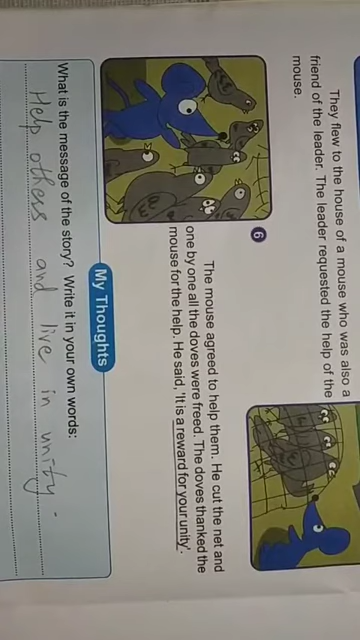 They flew to the house of a mouse who was also a
friend of the leader. The leader requested the help of the
mouse.
6
The mouse agreed to help them. He cut the net and
one by one all the doves were freed. The doves thanked the
mouse for the help. He said, 'It is a reward for your unity'.
My Thoughts
What is the message of the story? Write it in your own words:
Help others and live in unity.